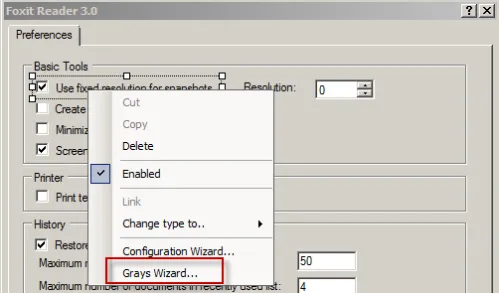 Foxit Reader 3.0
Preferences
Basic Tools
Use fixed resolution for snapshots
Resolution: 0
Create
Cut
Copy
Delete
Screen
Enabled
Printer
Print te
Link
Change type to..
History
Restore
Configuration Wizard...
Maximum
50
Grays Wizard...
Maximum number of documents in recently used list: 4